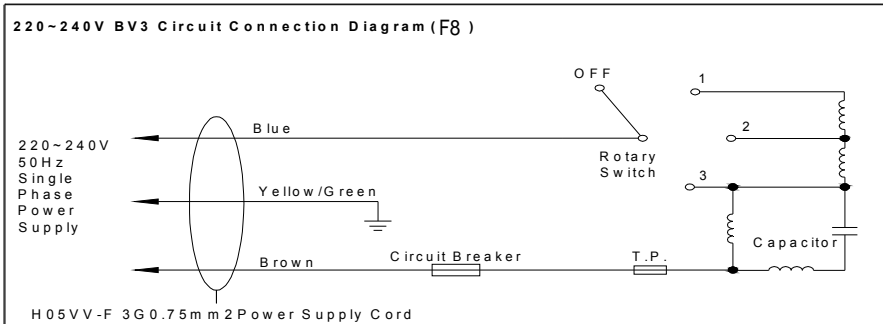 220~240V BV3 Circuit Connection Diagram(F8)
OFF
1
Blue
2
220~240V
50Hz
Single
Phase
Power
Supply
Rotary
Switch
Yellow/Green
3
Capacitor
Brown
Circuit Breaker
T.P.
H05VV-F 3G0.75mm2Power Supply Cord